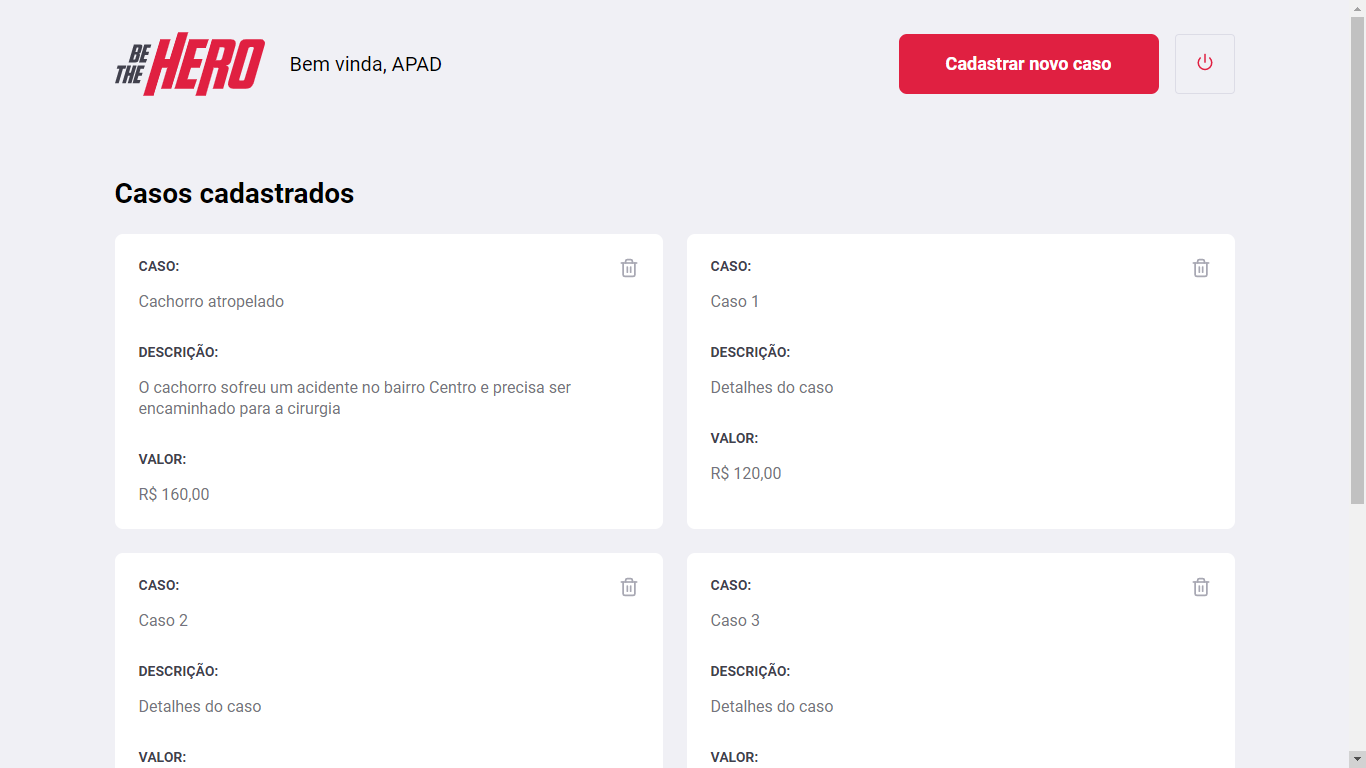 BE THE HERO
Bem vinda, APAD
Cadastrar novo caso
Casos cadastrados
CASO:
Cachorro atropelado
DESCRIÇÃO:
O cachorro sofreu um acidente no bairro Centro e precisa ser
encaminhado para a cirurgia
VALOR:
R$ 160,00
CASO:
Caso 1
DESCRIÇÃO:
Detalhes do caso
VALOR:
R$ 120,00
CASO:
Caso 2
DESCRIÇÃO:
Detalhes do caso
VALOR:
CASO:
Caso 3
DESCRIÇÃO:
Detalhes do caso
VALOR: